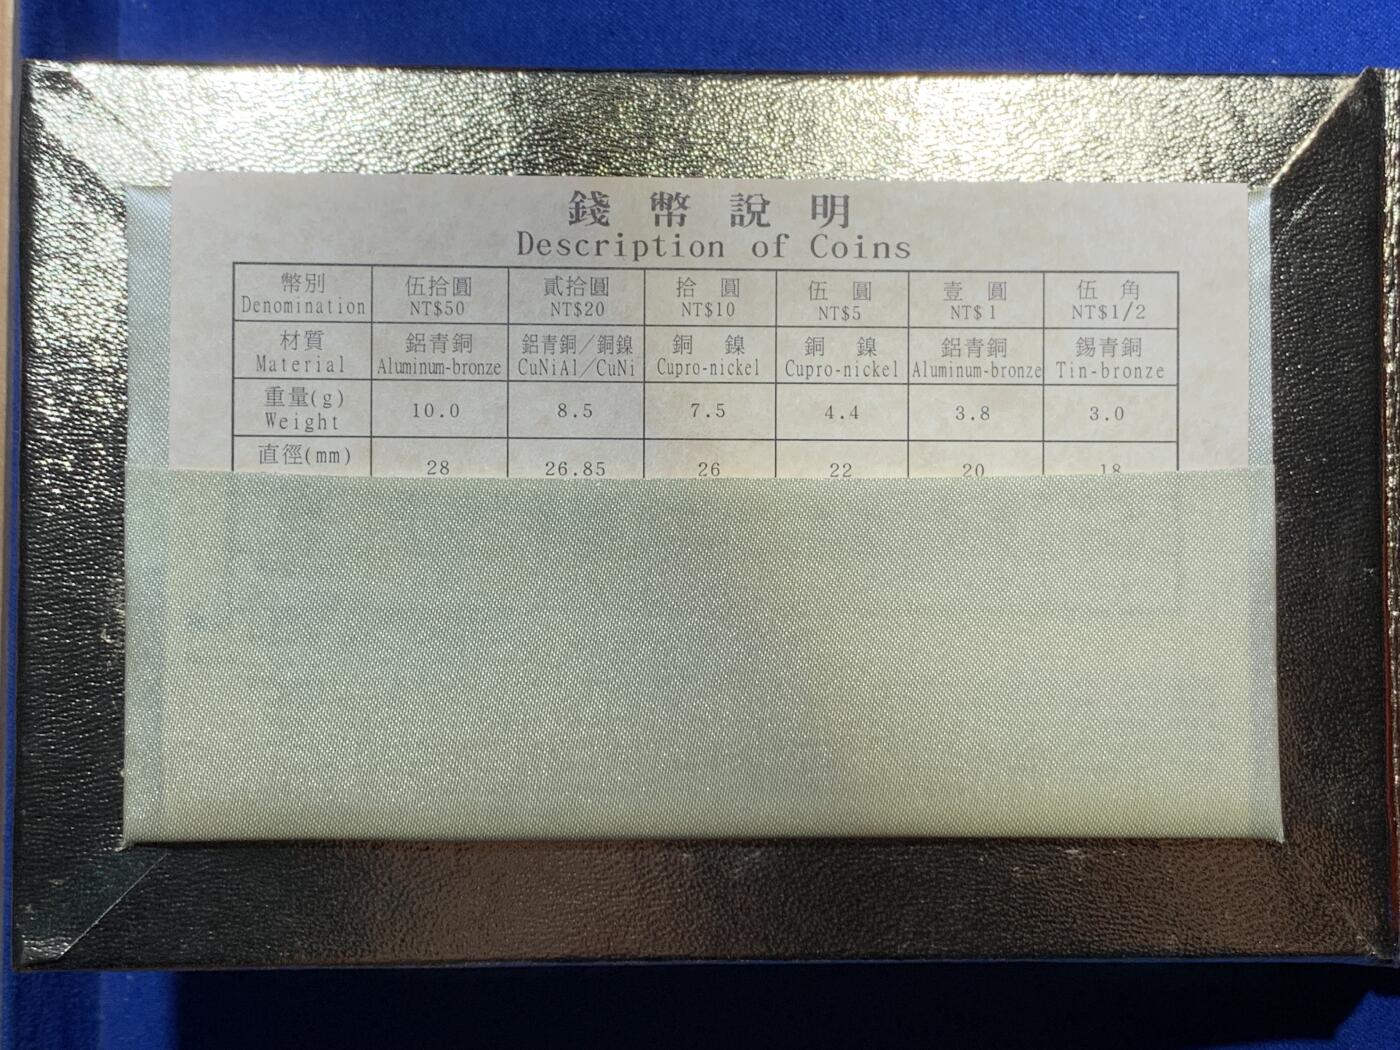 錢幣說明
Description of Coins
幣別 伍拾圓 貳拾圓 拾圓 伍圓 壹圓 伍角
Denomination NT$50 NT$20 NT$10 NT$5 NT$1 NT$1/2
材質 鋁青銅 鋁青銅／銅鎳 銅鎳 銅鎳 鋁青銅 錫青銅
Material Aluminum-bronze CuNiAl／CuNi Cupro-nickel Cupro-nickel Aluminum-bronze Tin-bronze
重量(g) 10.0 8.5 7.5 4.4 3.8 3.0
Weight
直徑(mm) 28 26.85 26 22 20 18